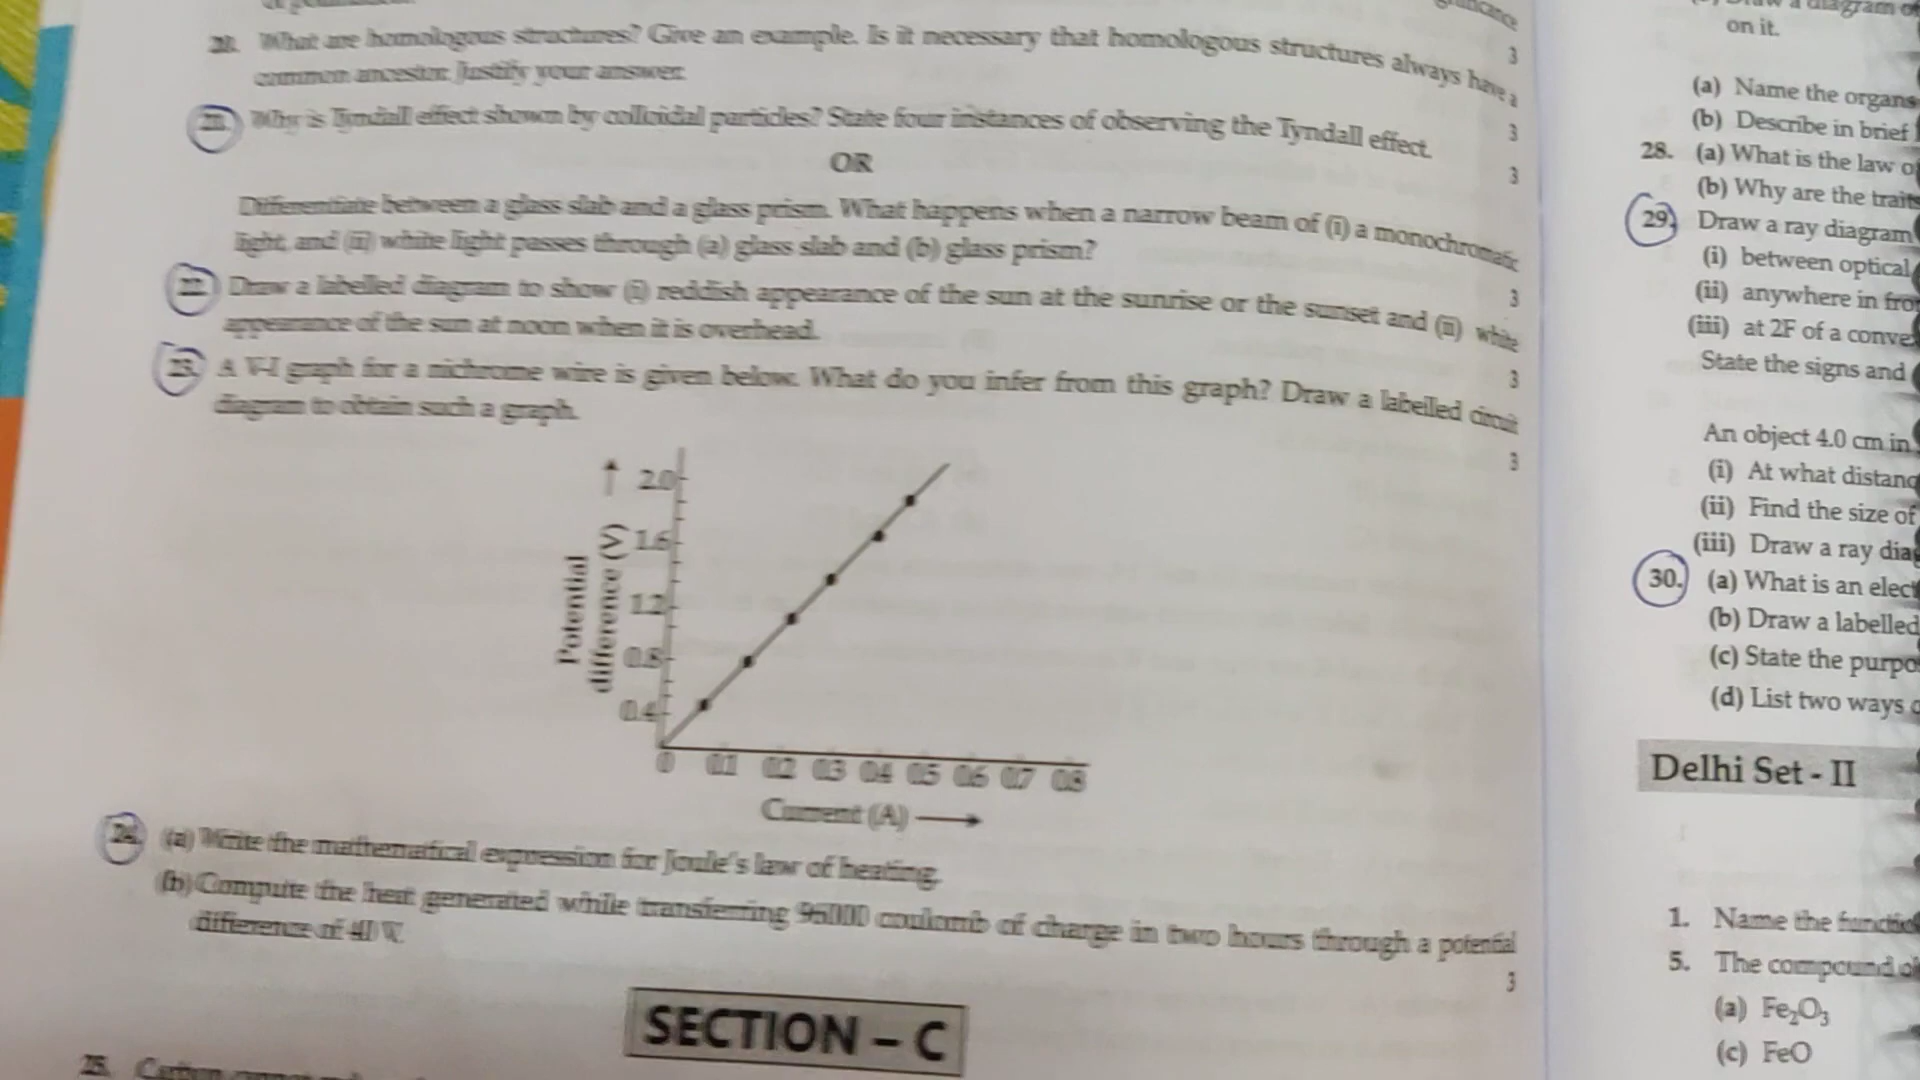 20. What are homologous structures? Give an example. Is it necessary that homologous structures always have a
common ancestor. Justify your answer. 3
21. Why is Tyndall effect shown by colloidal particles? State four instances of observing the Tyndall effect. 3
OR 3
Differentiate between a glass slab and a glass prism. What happens when a narrow beam of (i) a monochromatic
light, and (ii) white light passes through (a) glass slab and (b) glass prism? 3
22. Draw a labelled diagram to show (i) reddish appearance of the sun at the sunrise or the sunset and (ii) white
appearance of the sun at noon when it is overhead. 3
23. A V-I graph for a nichrome wire is given below. What do you infer from this graph? Draw a labelled circuit
diagram to obtain such a graph. 3
Potential
difference (V)
2.0
1.6
1.2
0.8
0.4
0 0.1 0.2 0.3 0.4 0.5 0.6 0.7 0.8
Current (A)
24. (a) Write the mathematical expression for Joule's law of heating.
(b) Compute the heat generated while transferring 96000 coulomb of charge in two hours through a potential
difference of 40 V. 3
SECTION – C
25. Carbon cannot
on it.
(a) Name the organs
(b) Describe in brief
28. (a) What is the law
(b) Why are the traits
29. Draw a ray diagram
(i) between optical
(ii) anywhere in
(iii) at 2F of a
State the signs and
An object 4.0 cm in
(i) At what
(ii) Find the size of
(iii) Draw a ray
30. (a) What is an
(b) Draw a labelled
(c) State the
(d) List two ways
Delhi Set - II
1. Name the
5. The compound
(a) Fe₂O₃
(c) FeO